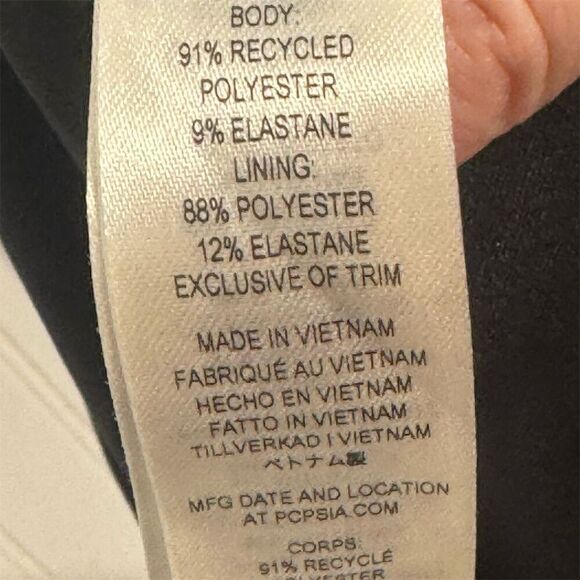 BODY:
91% RECYCLED
POLYESTER
9% ELASTANE
LINING:
88% POLYESTER
12% ELASTANE
EXCLUSIVE OF TRIM
MADE IN VIETNAM
FABRIQUÉ AU VIETNAM
HECHO EN VIETNAM
FATTO IN VIETNAM
TILLVERKAD I VIETNAM
ベトナム製
MFG DATE AND LOCATION
AT PCPSIA.COM
CORPS:
91% RECYCLÉ
POLYESTER